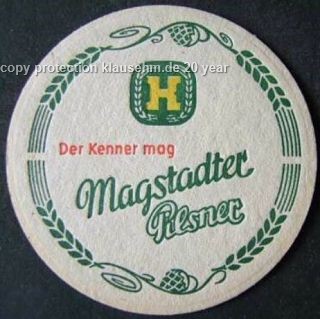 copy protection klausehm.de 20 year
H
Der Kenner mag
Magstadter
Pilsner